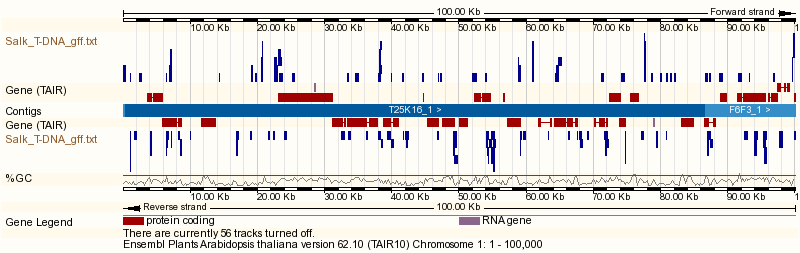 100.00 Kb Forward strand
10.00 Kb 20.00 Kb 30.00 Kb 40.00 Kb 50.00 Kb 60.00 Kb 70.00 Kb 80.00 Kb 90.00 Kb 1
Salk_T-DNA_gff.txt
Gene (TAIR)
Contigs T25K16_1 > F6F3_1 >
Gene (TAIR)
Salk_T-DNA_gff.txt
%GC
10.00 Kb 20.00 Kb 30.00 Kb 40.00 Kb 50.00 Kb 60.00 Kb 70.00 Kb 80.00 Kb 90.00 Kb 1
Reverse strand 100.00 Kb
Gene Legend protein coding RNA gene
There are currently 56 tracks turned off.
Ensembl Plants Arabidopsis thaliana version 62.10 (TAIR10) Chromosome 1: 1 - 100,000